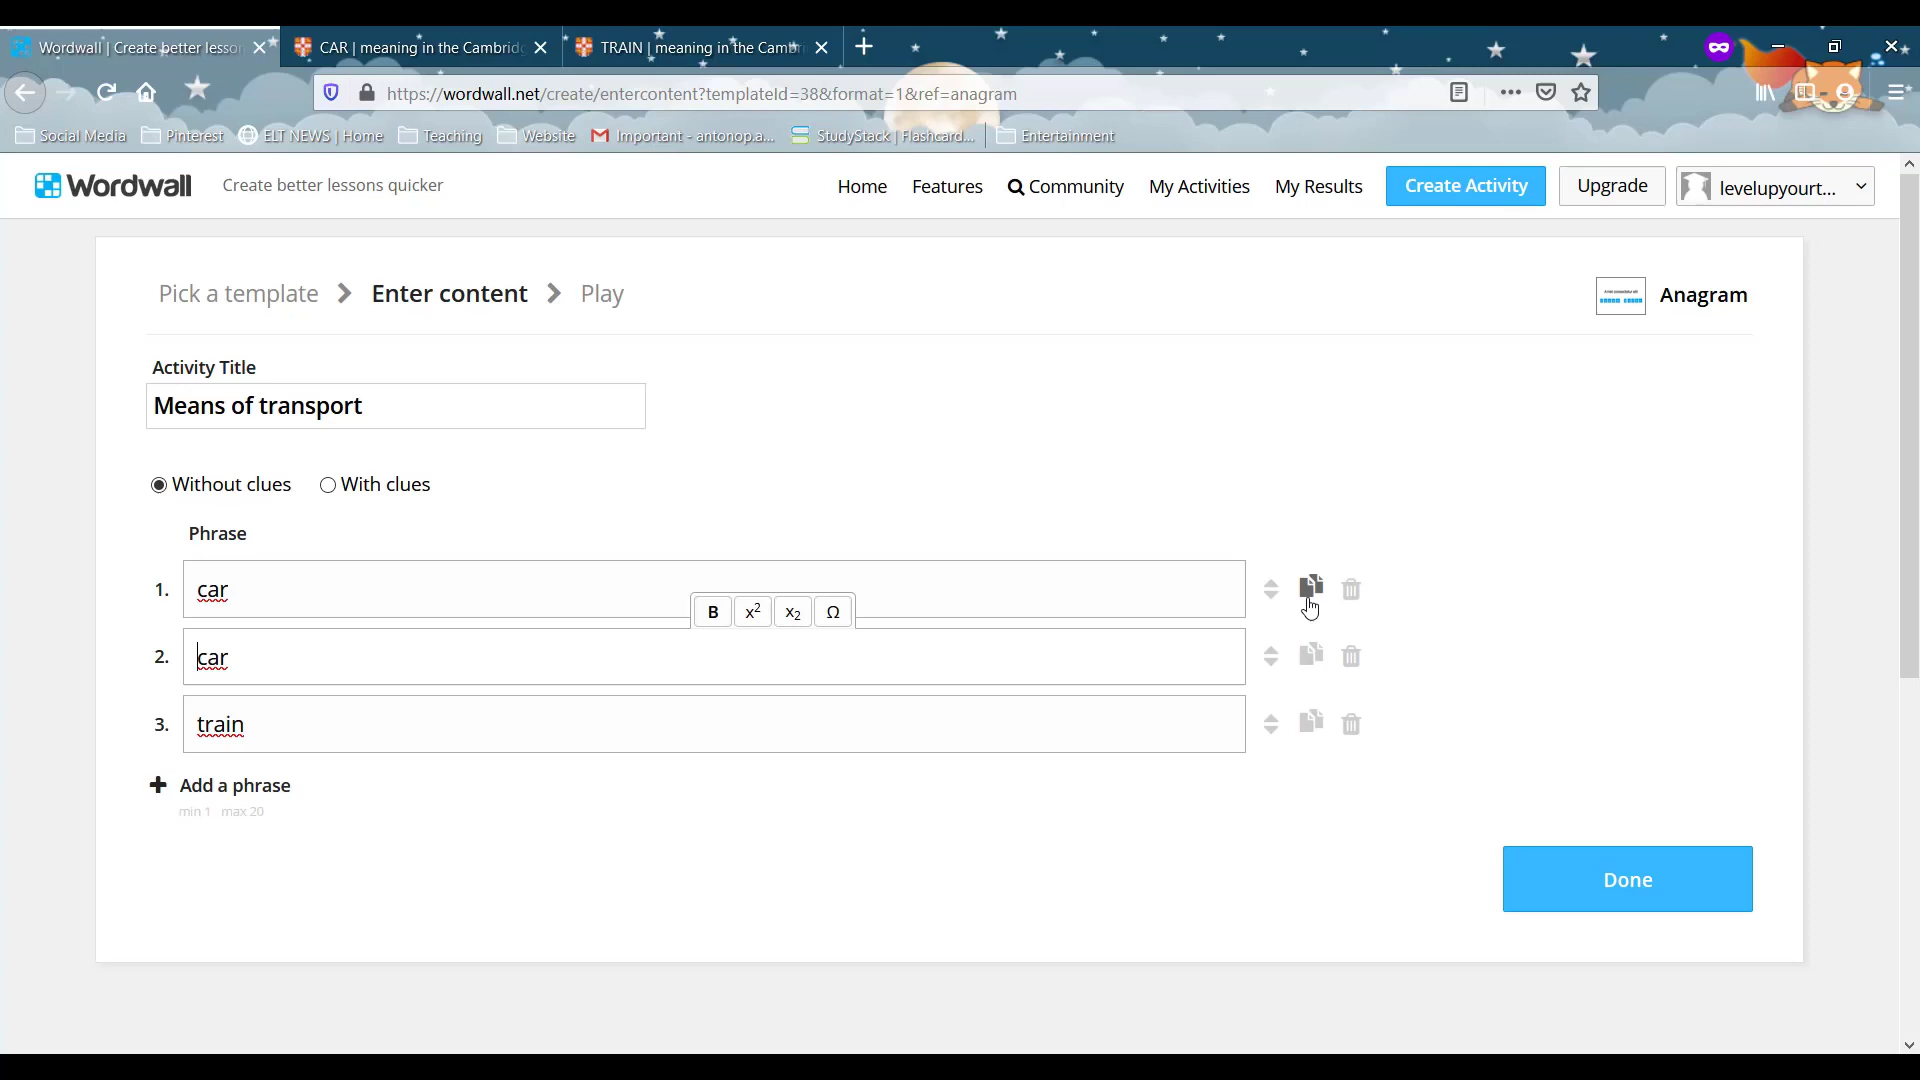 Wordwall | Create better lesso
CAR | meaning in the Cambrid
TRAIN | meaning in the Cambr
https://wordwall.net/create/entercontent?templateId=38&format=1&ref=anagram
Social Media
Pinterest
ELT NEWS | Home
Teaching
Website
Important - antonop.a...
StudyStack | Flashcard...
Entertainment
Wordwall
Create better lessons quicker
Home
Features
Community
My Activities
My Results
Create Activity
Upgrade
levelupyourt...
Pick a template > Enter content > Play
Anagram
Activity Title
Means of transport
Without clues
With clues
Phrase
1. car
B x² x₂ Ω
2. car
3. train
+ Add a phrase
min 1 max 20
Done